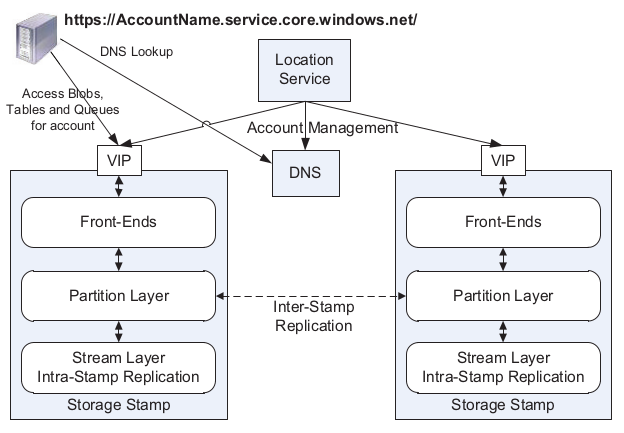 https://AccountName.service.core.windows.net/
DNS Lookup
Location
Service
Access Blobs,
Tables and Queues
for account
Account Management
VIP
DNS
VIP
Front-Ends
Front-Ends
Partition Layer
Inter-Stamp
Replication
Partition Layer
Stream Layer
Intra-Stamp Replication
Stream Layer
Intra-Stamp Replication
Storage Stamp
Storage Stamp